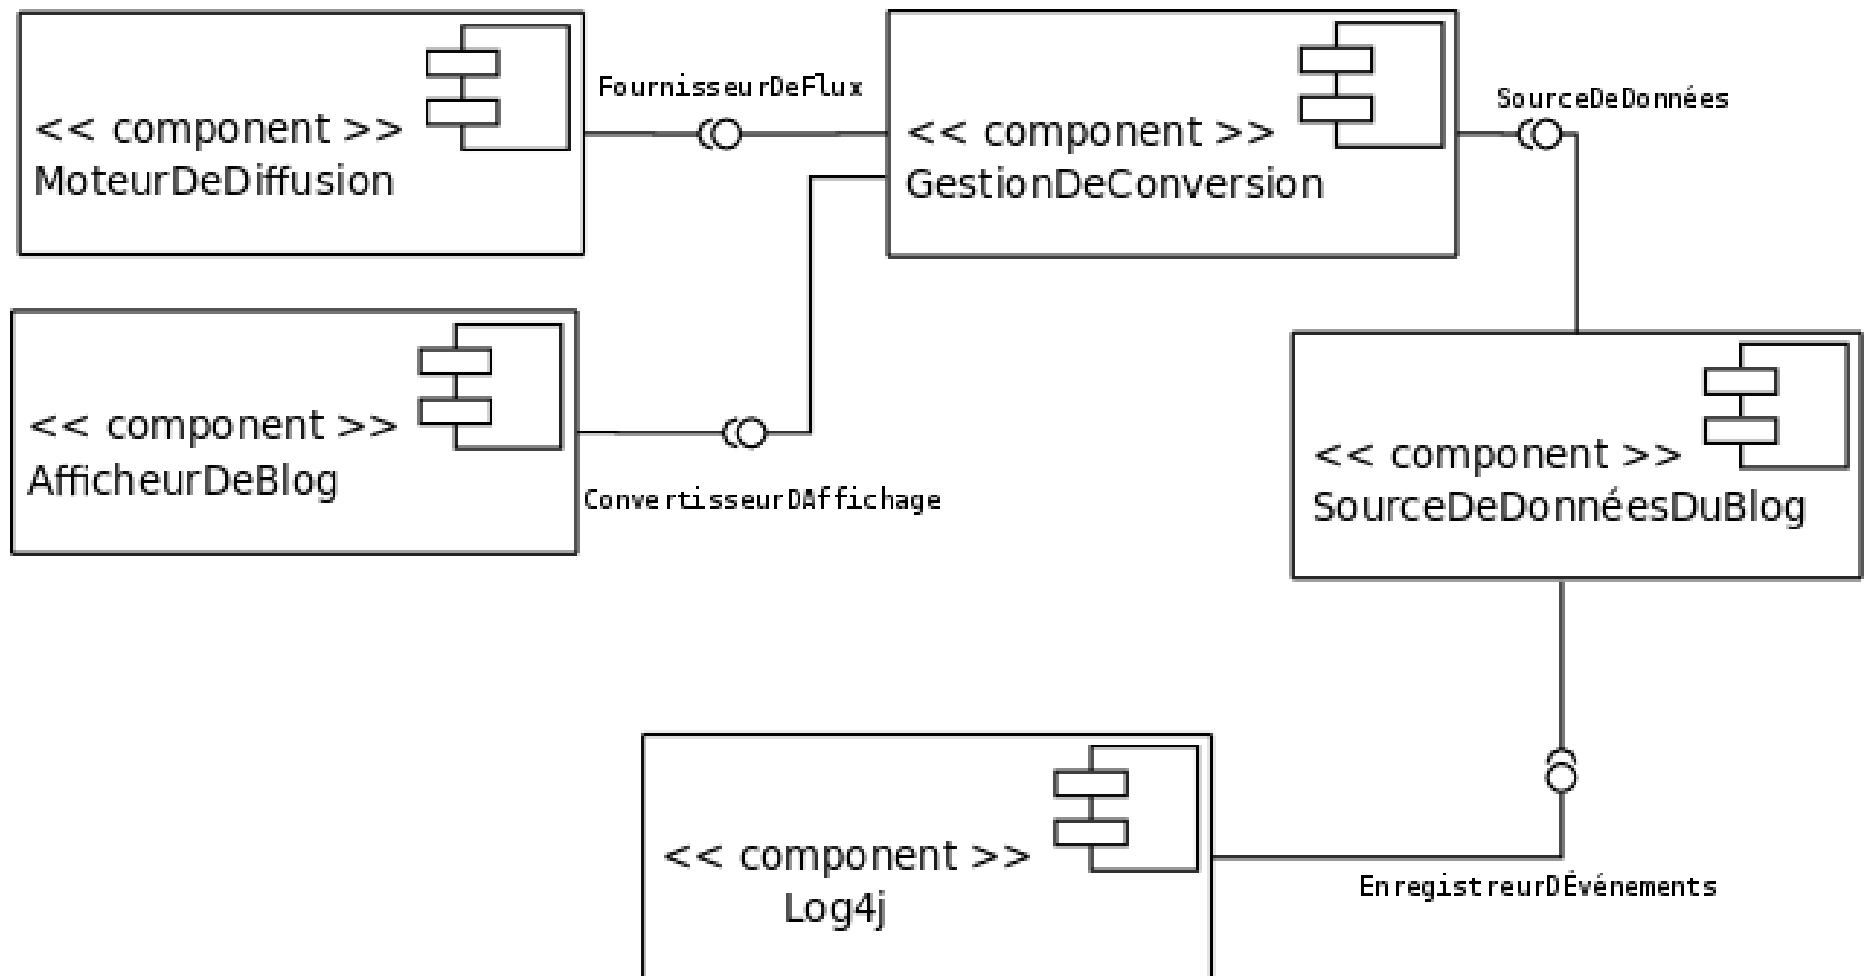 << component >>
MoteurDeDiffusion
FournisseurDeFlux
<< component >>
GestionDeConversion
SourceDeDonnées
<< component >>
AfficheurDeBlog
ConvertisseurDAffichage
<< component >>
SourceDeDonnéesDuBlog
<< component >>
Log4j
EnregistreurDÉvénements